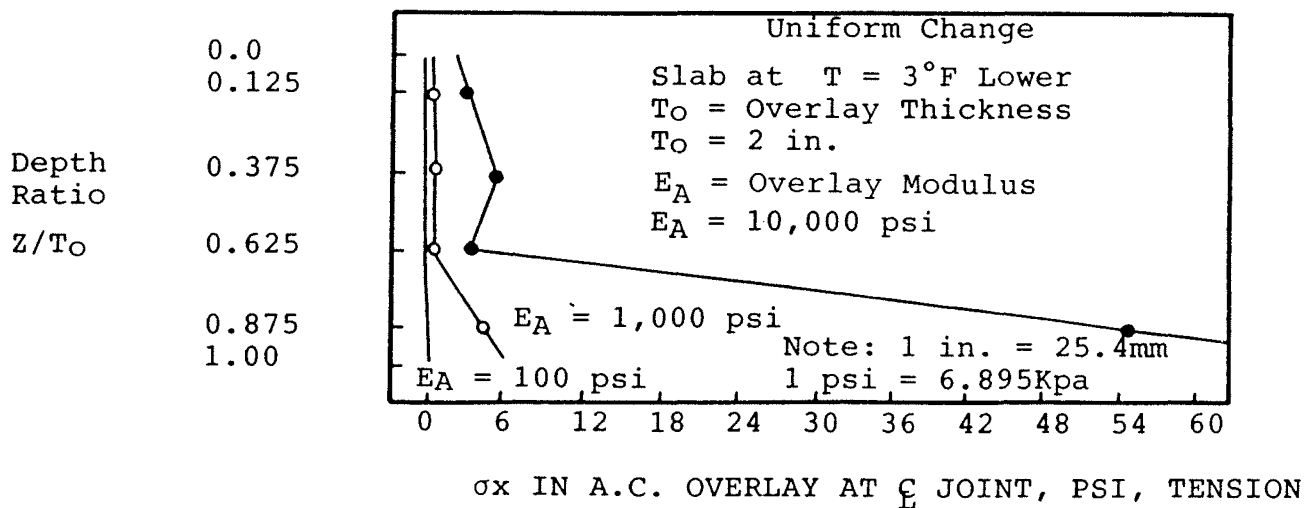 Uniform Change
Slab at T = 3°F Lower
TO = Overlay Thickness
TO = 2 in.
EA = Overlay Modulus
EA = 10,000 psi
Depth
Ratio
Z/TO
0.0
0.125
0.375
0.625
0.875
1.00
EA = 1,000 psi
Note: 1 in. = 25.4mm
EA = 100 psi
1 psi = 6.895Kpa
0 6 12 18 24 30 36 42 48 54 60
σx IN A.C. OVERLAY AT ℄ JOINT, PSI, TENSION